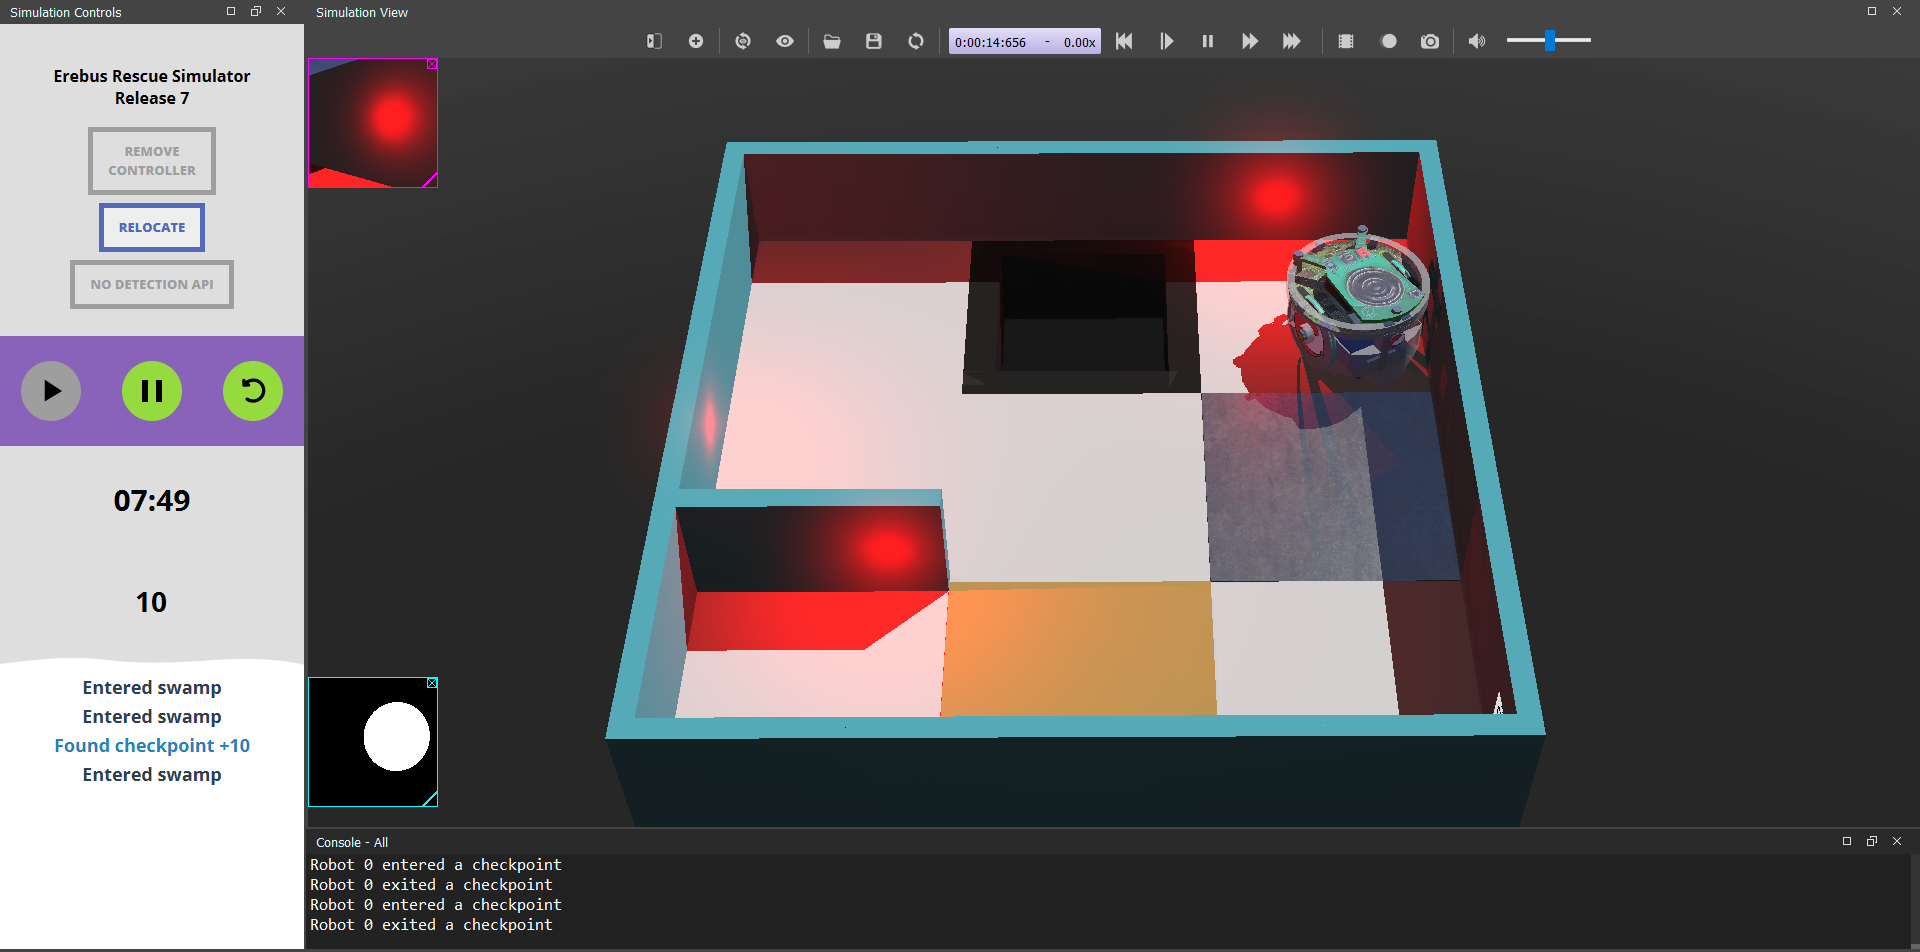 Simulation Controls
Simulation View
0:00:14:656 - 0.00x
Erebus Rescue Simulator
Release 7
REMOVE
CONTROLLER
RELOCATE
NO DETECTION API
07:49
10
Entered swamp
Entered swamp
Found checkpoint +10
Entered swamp
Console - All
Robot 0 entered a checkpoint
Robot 0 exited a checkpoint
Robot 0 entered a checkpoint
Robot 0 exited a checkpoint